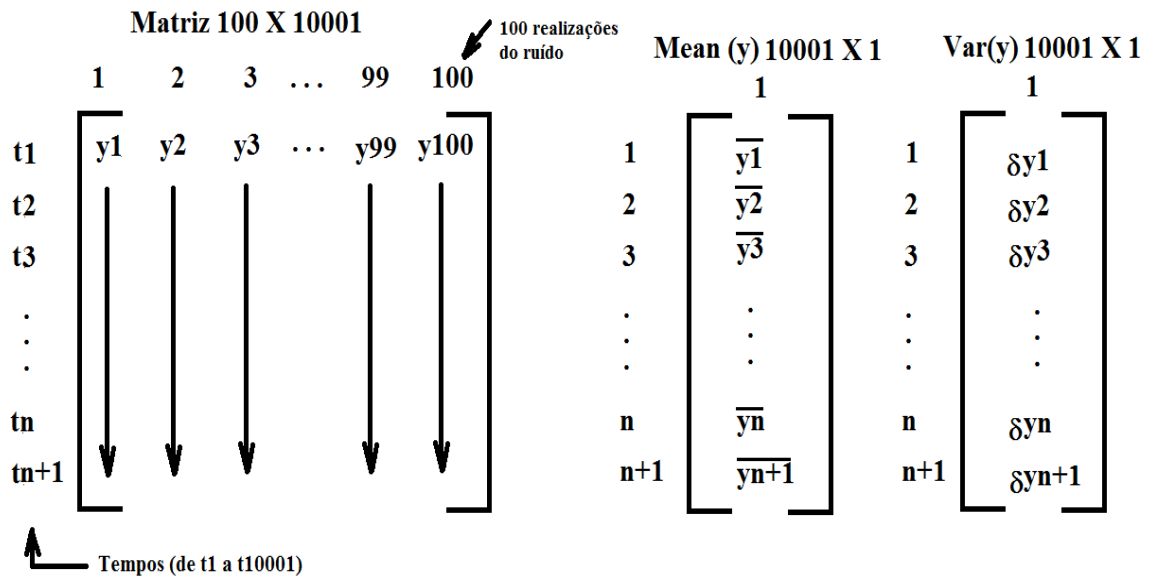 Matriz 100 X 10001
100 realizações
do ruído
1 2 3 ... 99 100
t1 y1 y2 y3 ... y99 y100
t2
t3
.
.
.
tn
tn+1
Tempos (de t1 a t10001)
Mean (y) 10001 X 1
1
1 y1
2 y2
3 y3
. .
. .
. .
n yn
n+1 yn+1
Var(y) 10001 X 1
1
1 δy1
2 δy2
3 δy3
. .
. .
. .
n δyn
n+1 δyn+1